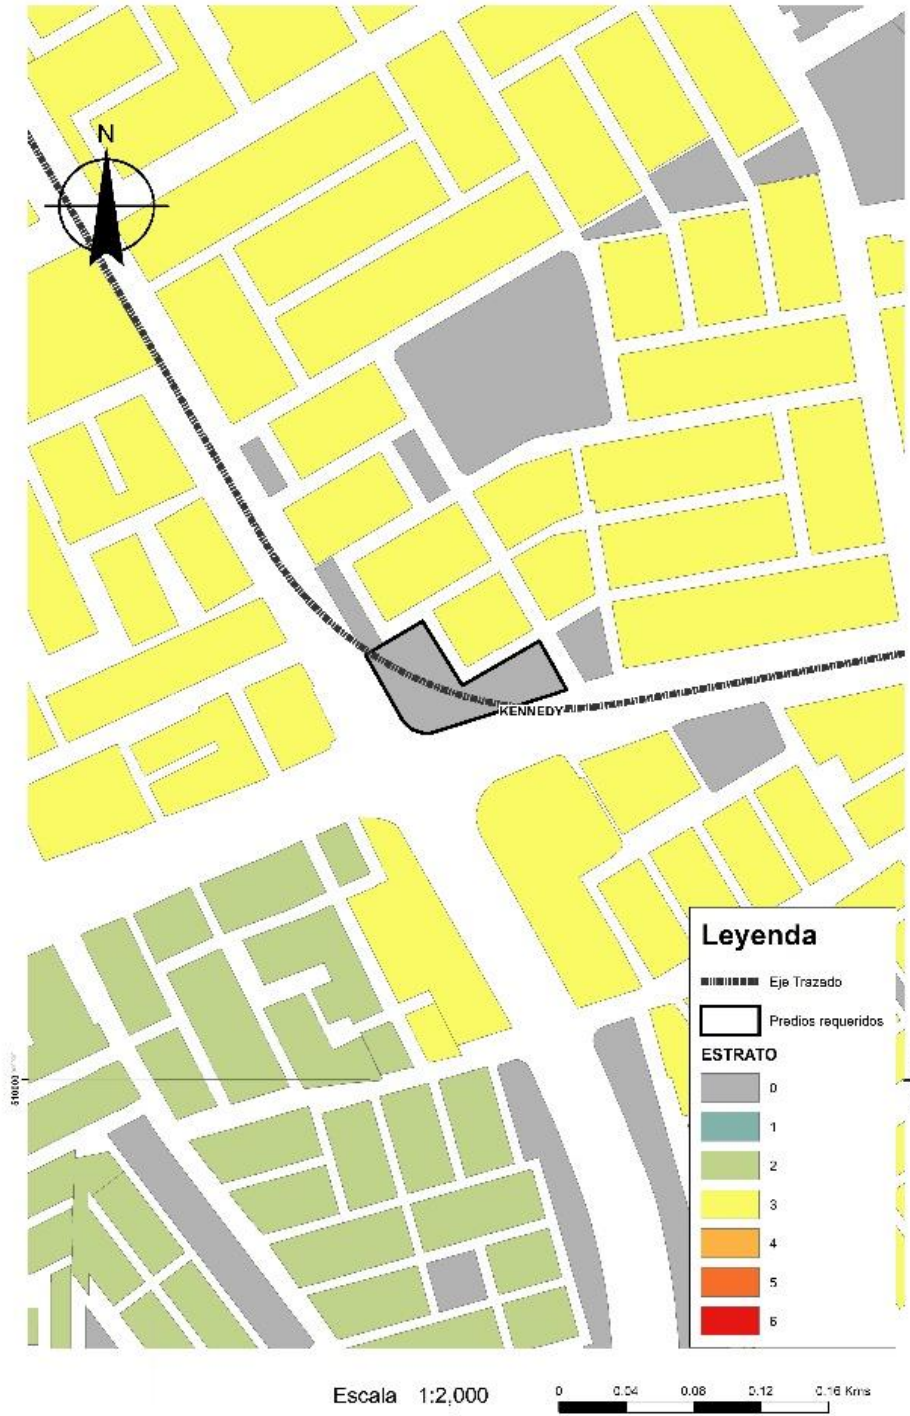 N
KENNEDY
Leyenda
Eje Trazado
Predios requeridos
ESTRATO
0
1
2
3
4
5
6
Escala 1:2,000
0 0.04 0.08 0.12 0.16 Kms